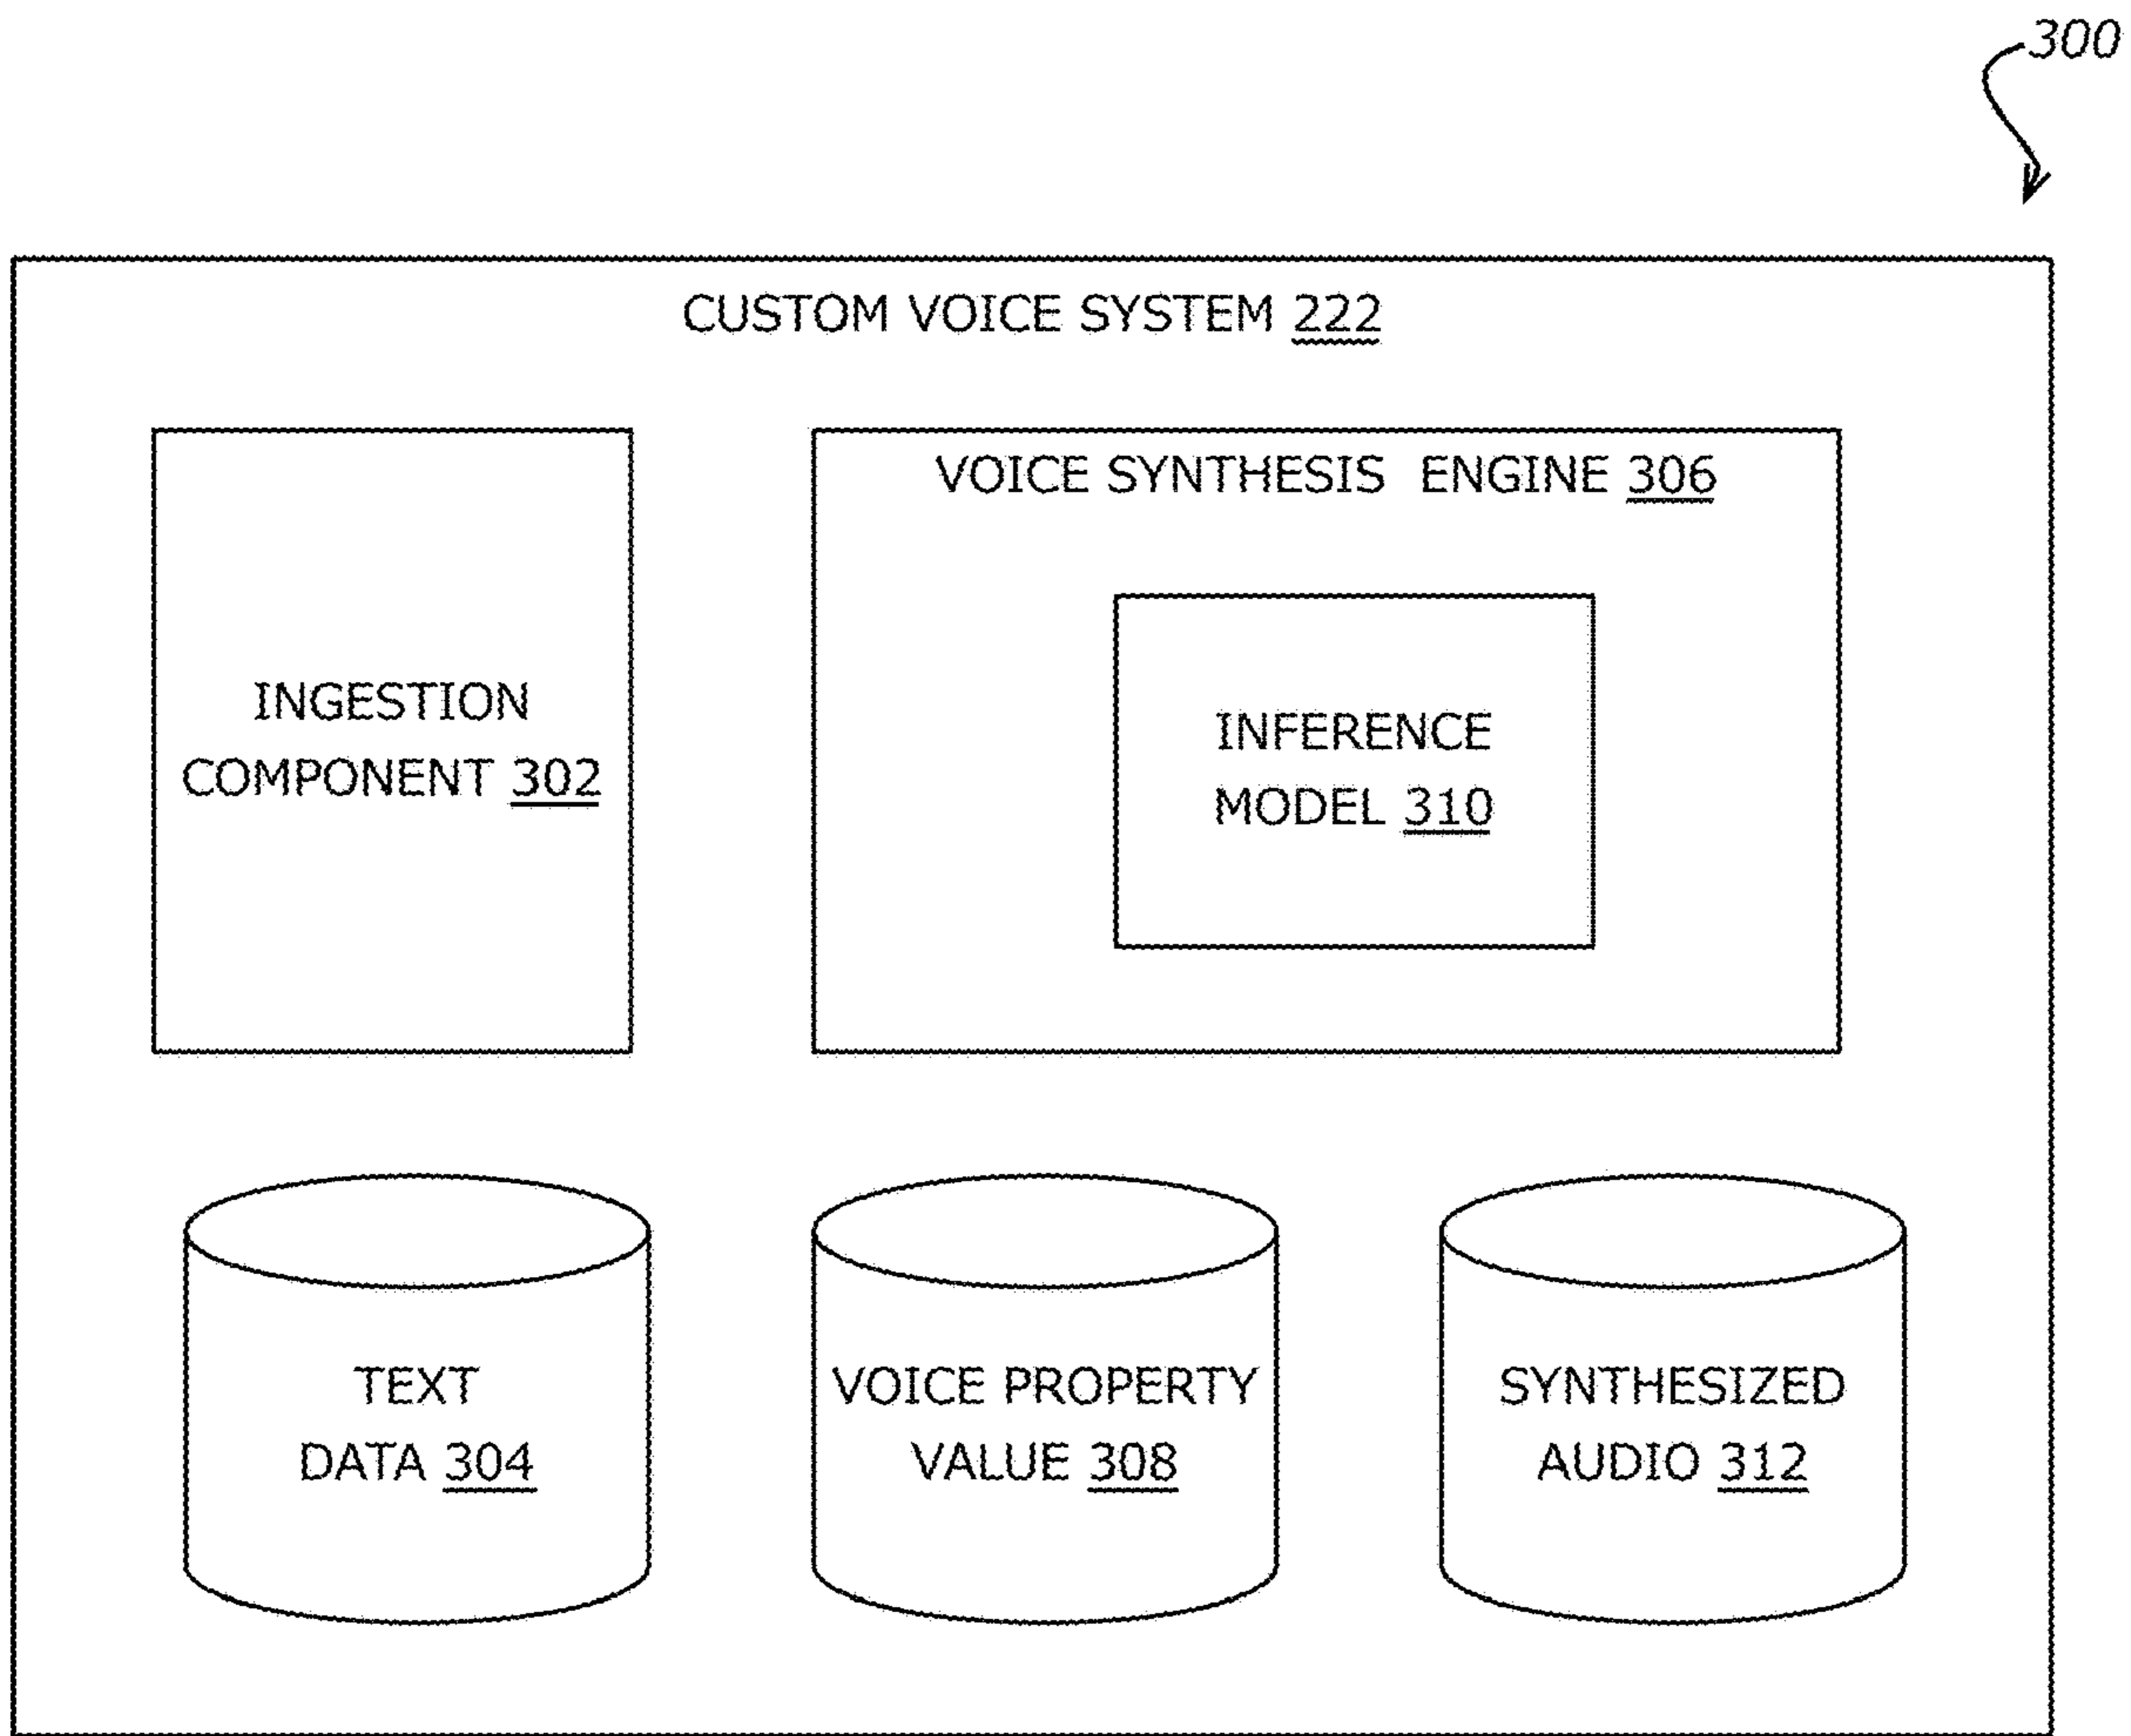 300
CUSTOM VOICE SYSTEM 222
VOICE SYNTHESIS ENGINE 306
INGESTION
COMPONENT 302
INFERENCE
MODEL 310
TEXT
DATA 304
VOICE PROPERTY
VALUE 308
SYNTHESIZED
AUDIO 312